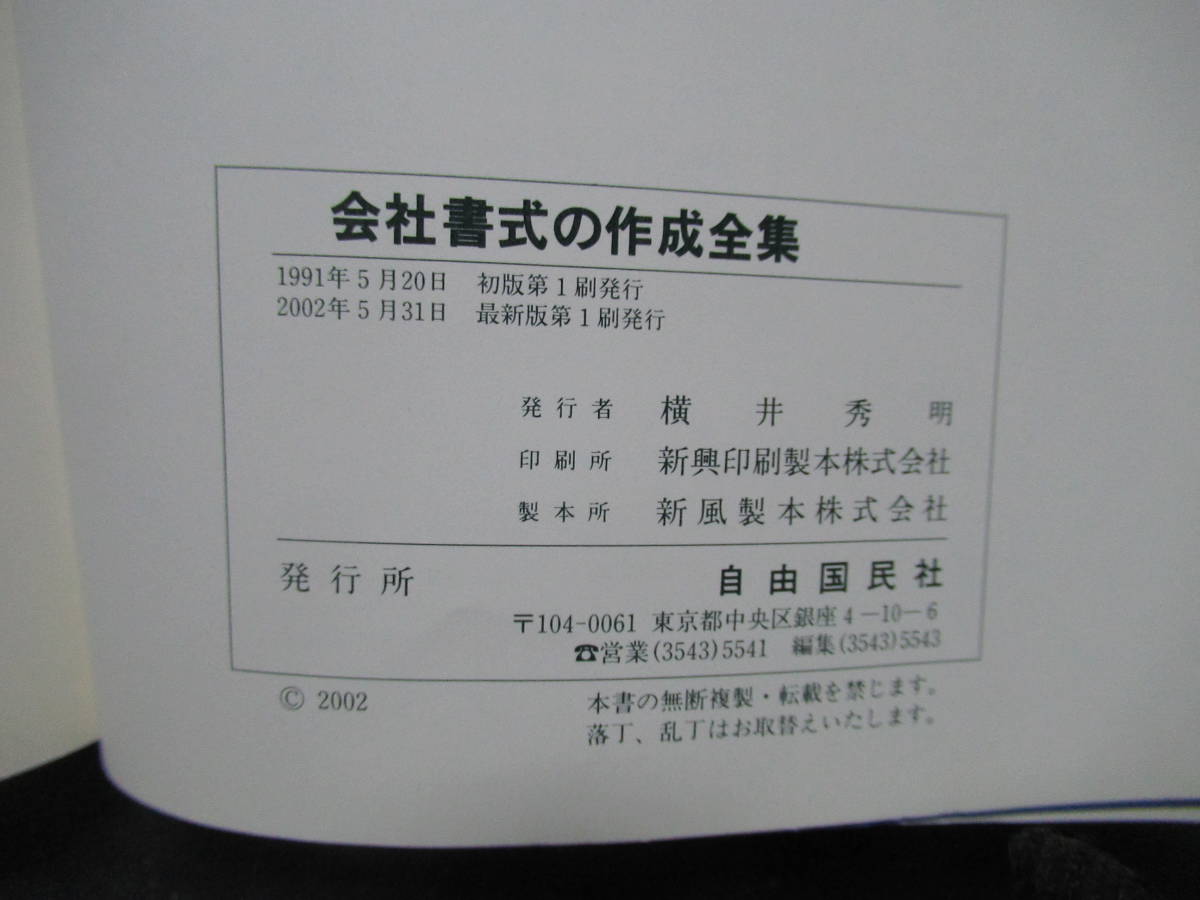 会社書式の作成全集
1991年5月20日 初版第1刷発行
2002年5月31日 最新版第1刷発行
発行者 横井秀明
印刷所 新興印刷製本株式会社
製本所 新風製本株式会社
発行所 自由国民社
〒104-0061 東京都中央区銀座4-10-6
☎営業(3543)5541 編集(3543)5543
© 2002 本書の無断複製・転載を禁じます。
落丁、乱丁はお取替えいたします。